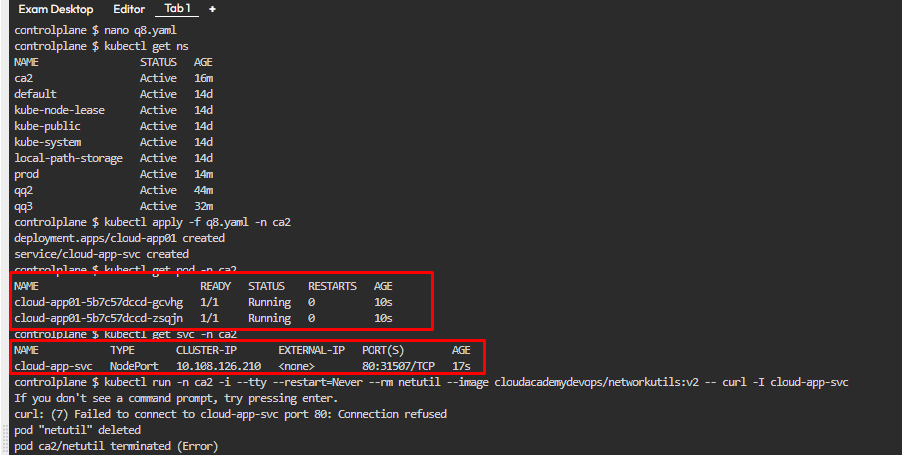 Exam Desktop Editor Tab 1 +
controlplane $ nano q8.yaml
controlplane $ kubectl get ns
NAME STATUS AGE
ca2 Active 16m
default Active 14d
kube-node-lease Active 14d
kube-public Active 14d
kube-system Active 14d
local-path-storage Active 14d
prod Active 14m
qq2 Active 44m
qq3 Active 32m
controlplane $ kubectl apply -f q8.yaml -n ca2
deployment.apps/cloud-app01 created
service/cloud-app-svc created
controlplane $ kubectl get pod -n ca2
NAME READY STATUS RESTARTS AGE
cloud-app01-5b7c57dccd-gcvhg 1/1 Running 0 10s
cloud-app01-5b7c57dccd-zsqjn 1/1 Running 0 10s
controlplane $ kubectl get svc -n ca2
NAME TYPE CLUSTER-IP EXTERNAL-IP PORT(S) AGE
cloud-app-svc NodePort 10.108.126.210 <none> 80:31507/TCP 17s
controlplane $ kubectl run -n ca2 -i --tty --restart=Never --rm netutil --image cloudacademydevops/networkutils:v2 -- curl -I cloud-app-svc
If you don't see a command prompt, try pressing enter.
curl: (7) Failed to connect to cloud-app-svc port 80: Connection refused
pod "netutil" deleted
pod ca2/netutil terminated (Error)